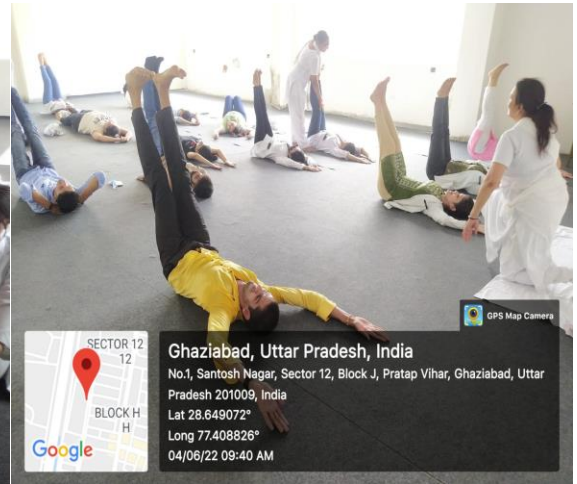 GPS Map Camera
SECTOR 12
12
BLOCK H
H
Google
Ghaziabad, Uttar Pradesh, India
No.1, Santosh Nagar, Sector 12, Block J, Pratap Vihar, Ghaziabad, Uttar
Pradesh 201009, India
Lat 28.649072°
Long 77.408826°
04/06/22 09:40 AM